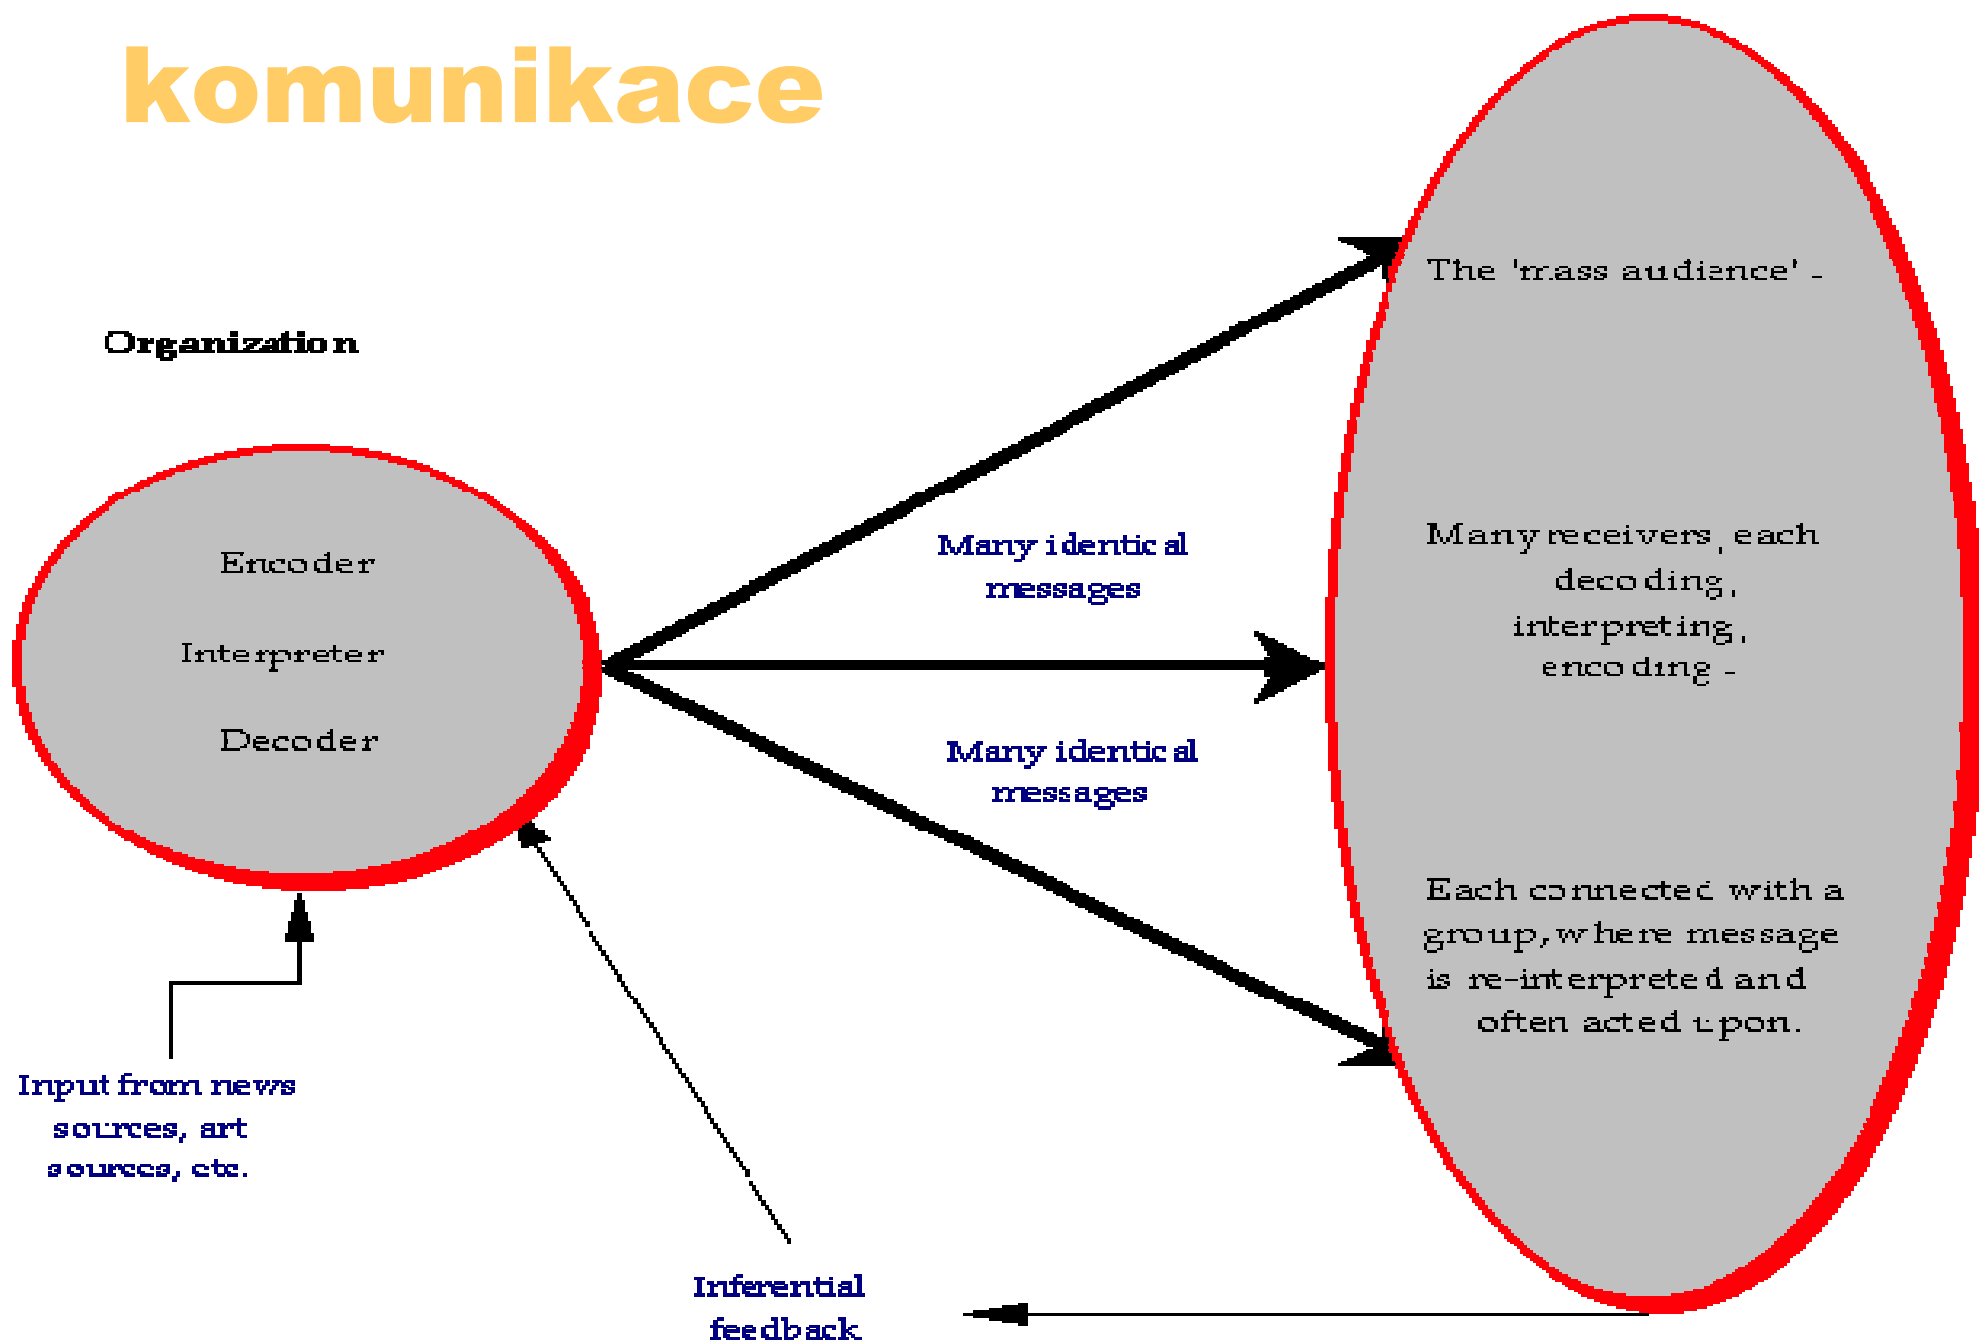 komunikace
Organization
Encoder
Interpreter
Decoder
Input from news
sources, art
sources, etc.
Many identical
messages
Many identical
messages
Inferential
feedback
The 'mass audience' -
Many receivers, each
decoding,
interpreting,
encoding -
Each connected with a
group, where message
is re-interpreted and
often acted upon.